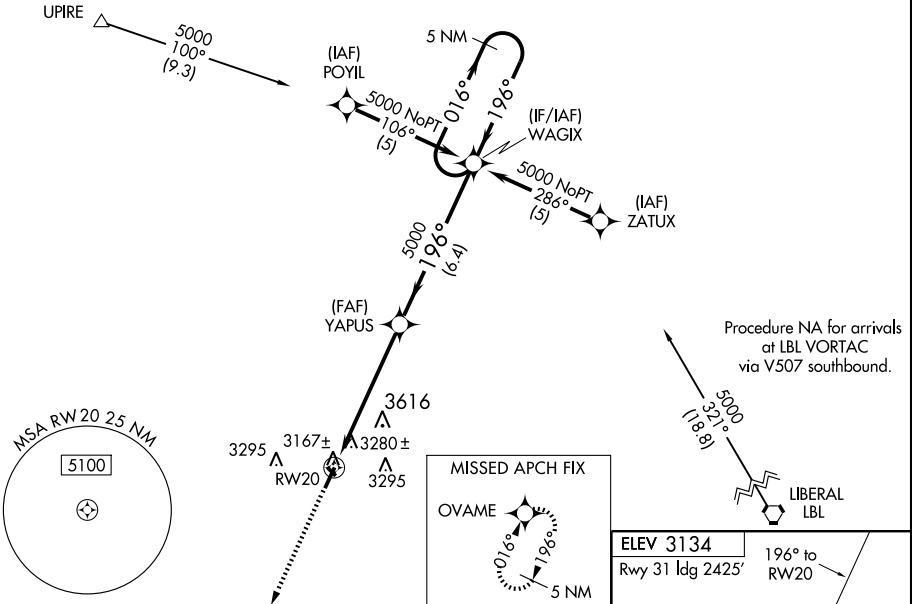 UPIRE
5000
100°
(9.3)
(IAF)
POYIL
5000 NoPT
106°
(5)
5 NM
016°
196°
(IF/IAF)
WAGIX
5000 NoPT
286°
(5)
(IAF)
ZATUX
5000
196°
(6.4)
(FAF)
YAPUS
Procedure NA for arrivals
at LBL VORTAC
via V507 southbound.
5000
321°
(18.8)
LIBERAL
LBL
3616
3295
3167±
3280±
RW20
3295
MSA RW20 25 NM
5100
MISSED APCH FIX
OVAME
016°
196°
5 NM
ELEV 3134
Rwy 31 ldg 2425'
196° to
RW20